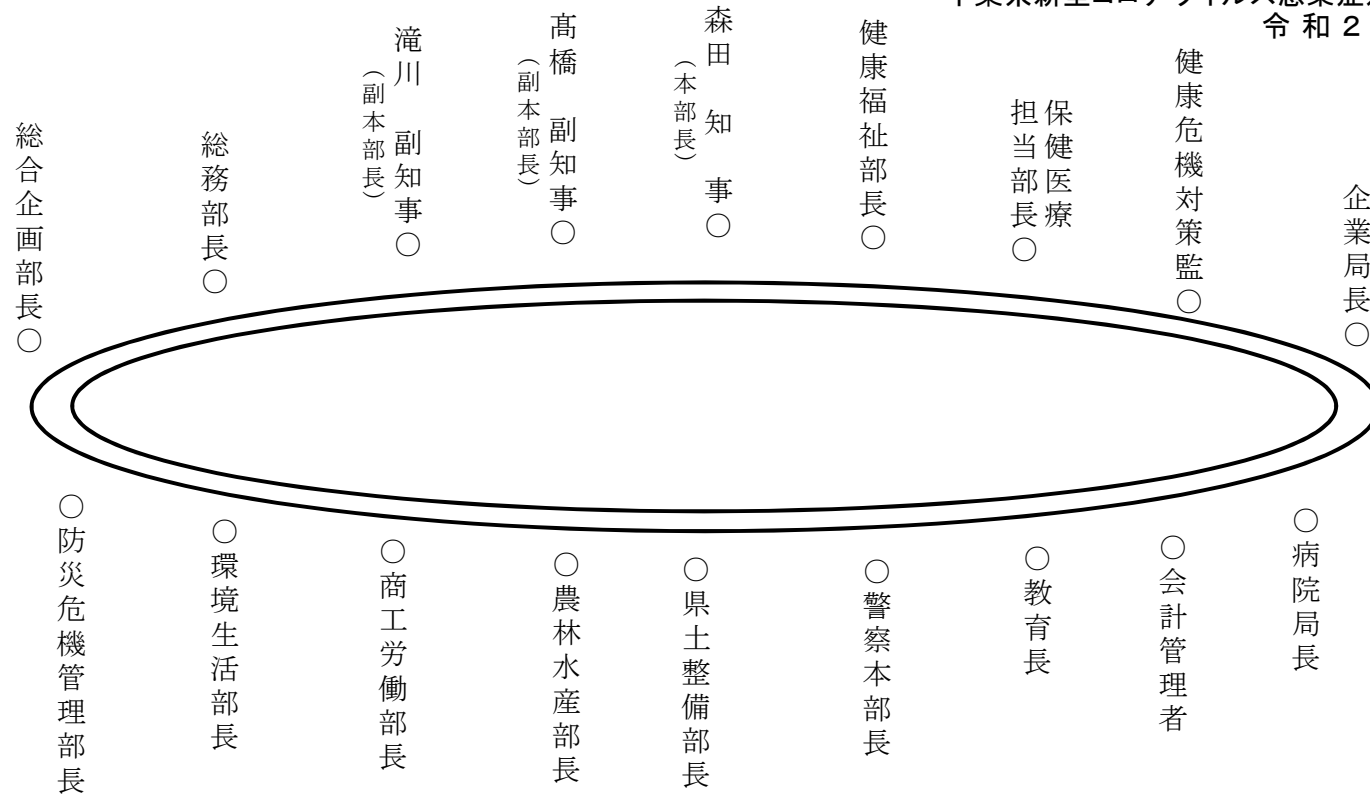 令和２
総合企画部長○
総務部長○
滝川　副知事○
（副本部長）
髙橋　副知事○
（副本部長）
森田　知　事○
（本部長）
健康福祉部長○
保健医療
担当部長○
健康危機対策監○
企業局長○
○防災危機管理部長
○環境生活部長
○商工労働部長
○農林水産部長
○県土整備部長
○警察本部長
○教育長
○会計管理者
○病院局長